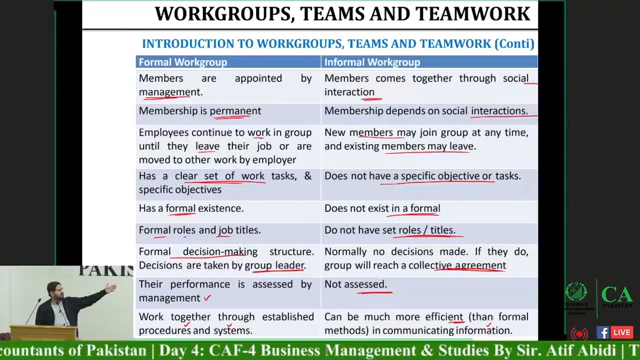 WORKGROUPS, TEAMS AND TEAMWORK
INTRODUCTION TO WORKGROUPS, TEAMS AND TEAMWORK (Conti)
Formal Workgroup
Informal Workgroup
Members are appointed by
management.
Members comes together through social
interaction
Membership is permanent
Membership depends on social interactions.
Employees continue to work in group
until they leave their job or are
moved to other work by employer
New members may join group at any time,
and existing members may leave.
Has a clear set of work tasks, &
specific objectives
Does not have a specific objective or tasks.
Has a formal existence.
Does not exist in a formal
Formal roles and job titles.
Do not have set roles / titles.
Formal decision-making structure.
Decisions are taken by group leader.
Normally no decisions made. If they do,
group will reach a collective agreement
Their performance is assessed by
management
Not assessed.
Work together through established
procedures and systems.
Can be much more efficient (than
formal methods) in communicating information.
PAKISTAN
CA
PAKISTAN
LIVE
countants of Pakistan | Day 4: CAF-4 Business Management & Studies By Sir. Atif Abidi |